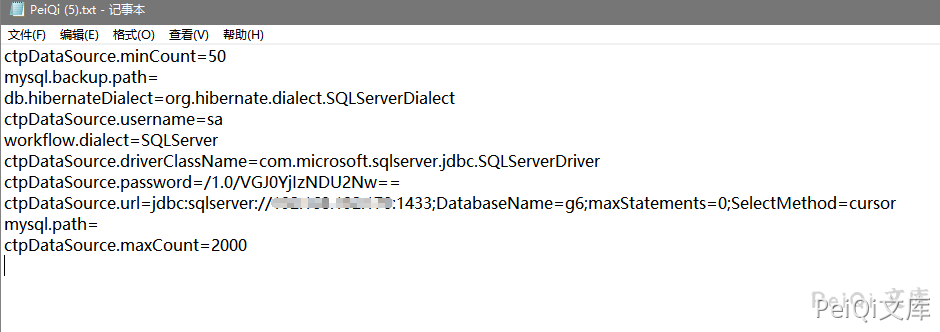 PeiQi (5).txt - 记事本
文件(F) 编辑(E) 格式(O) 查看(V) 帮助(H)
ctpDataSource.minCount=50
mysql.backup.path=
db.hibernateDialect=org.hibernate.dialect.SQLServerDialect
ctpDataSource.username=sa
workflow.dialect=SQLServer
ctpDataSource.driverClassName=com.microsoft.sqlserver.jdbc.SQLServerDriver
ctpDataSource.password=/1.0/VGJ0YjIzNDU2Nw==
ctpDataSource.url=jdbc:sqlserver:// :1433;DatabaseName=g6;maxStatements=0;SelectMethod=cursor
mysql.path=
ctpDataSource.maxCount=2000
PeiQi 文库
PeiQi文库